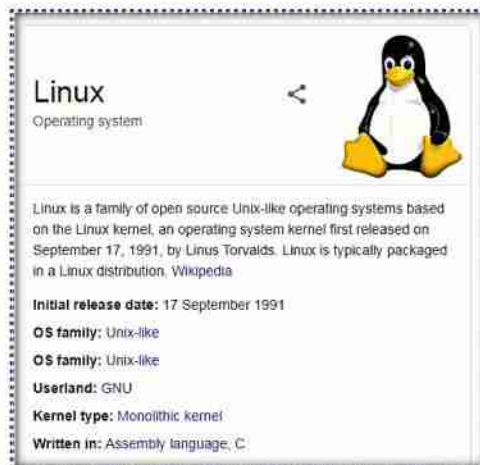 Linux
Operating system
Linux is a family of open source Unix-like operating systems based
on the Linux kernel, an operating system kernel first released on
September 17, 1991, by Linus Torvalds. Linux is typically packaged
in a Linux distribution. Wikipedia
Initial release date: 17 September 1991
OS family: Unix-like
OS family: Unix-like
Userland: GNU
Kernel type: Monolithic kernel
Written in: Assembly language, C